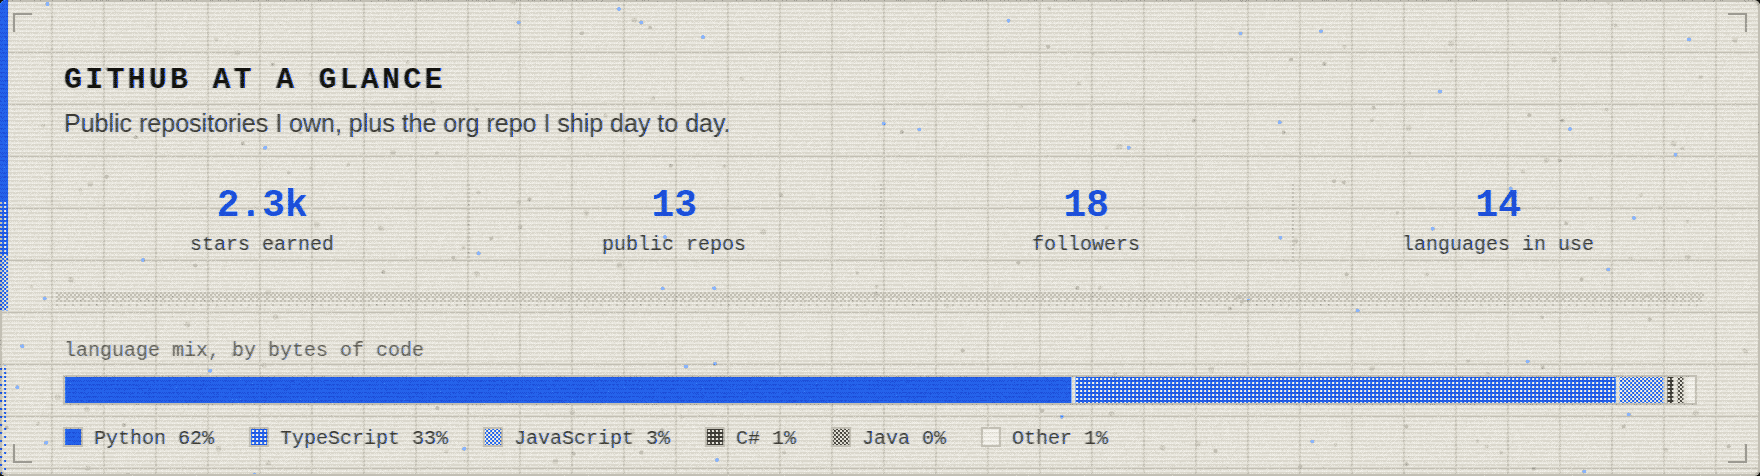 GITHUB AT A GLANCE
Public repositories I own, plus the org repo I ship day to day.
2.3k 13 18 14
stars earned public repos followers languages in use
language mix, by bytes of code
Python 62% TypeScript 33% JavaScript 3% C# 1% Java 0% Other 1%